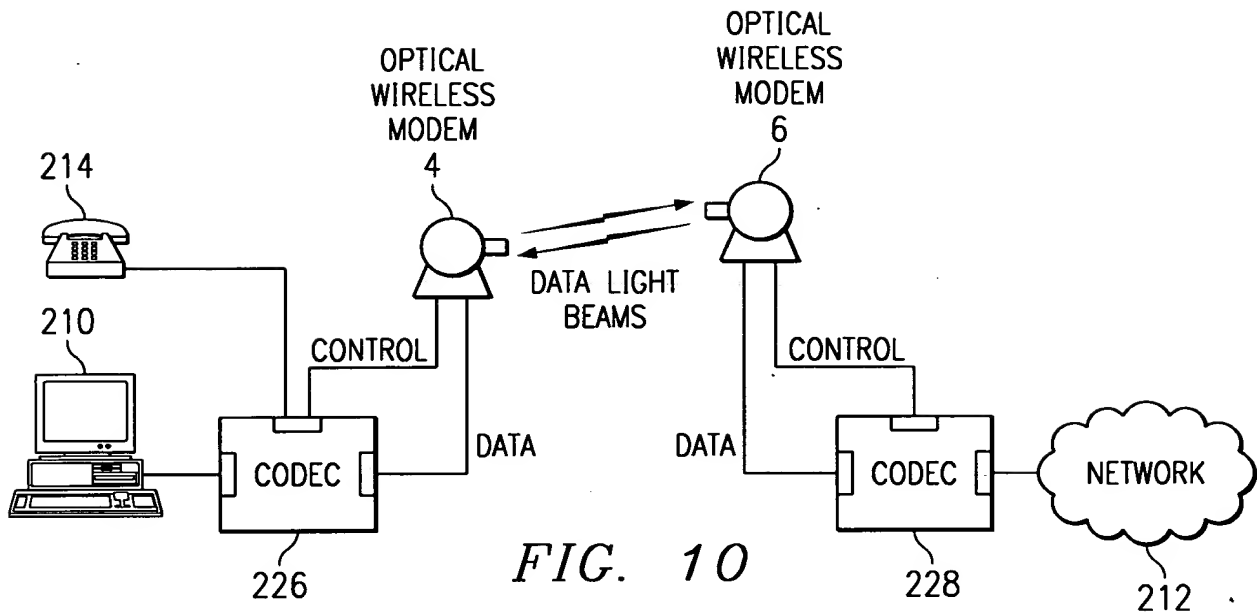 OPTICAL
WIRELESS
MODEM
4
OPTICAL
WIRELESS
MODEM
6
214
210
DATA LIGHT
BEAMS
CONTROL
CONTROL
DATA
DATA
CODEC
CODEC
NETWORK
226
FIG. 10
228
212